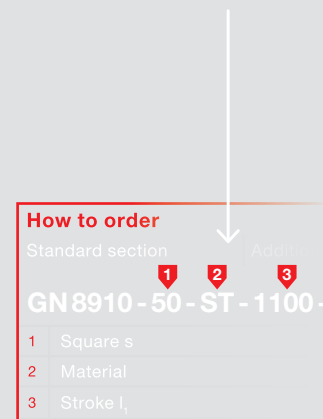 How to order
Standard section
1 2 3
GN 8910 - 50 - ST - 1100 -
1 Square s
2 Material
3 Stroke l₁